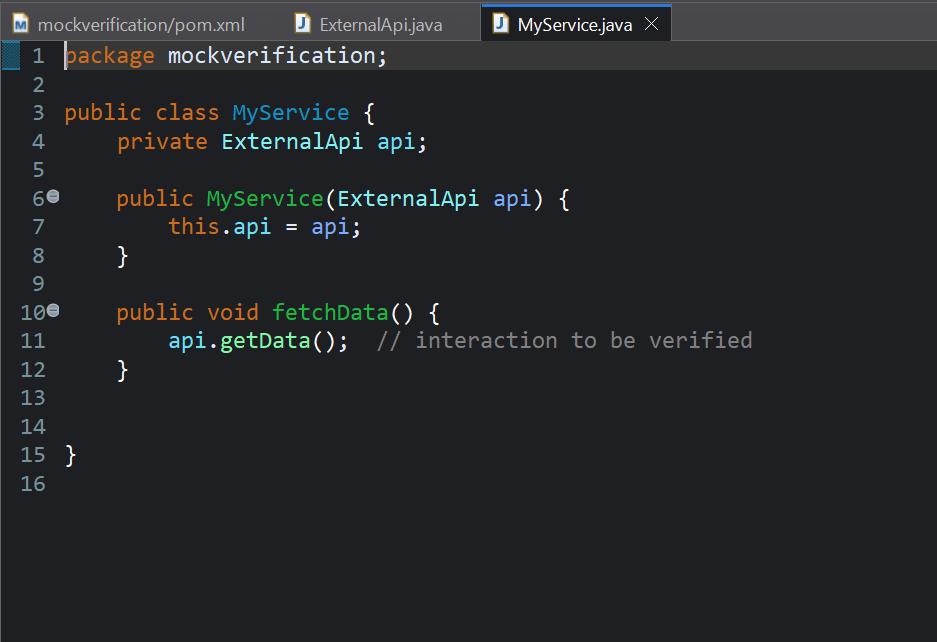 mockverification/pom.xml ExternalApi.java MyService.java
1 package mockverification;
2
3 public class MyService {
4     private ExternalApi api;
5
6     public MyService(ExternalApi api) {
7         this.api = api;
8     }
9
10     public void fetchData() {
11         api.getData();  // interaction to be verified
12     }
13
14
15 }
16